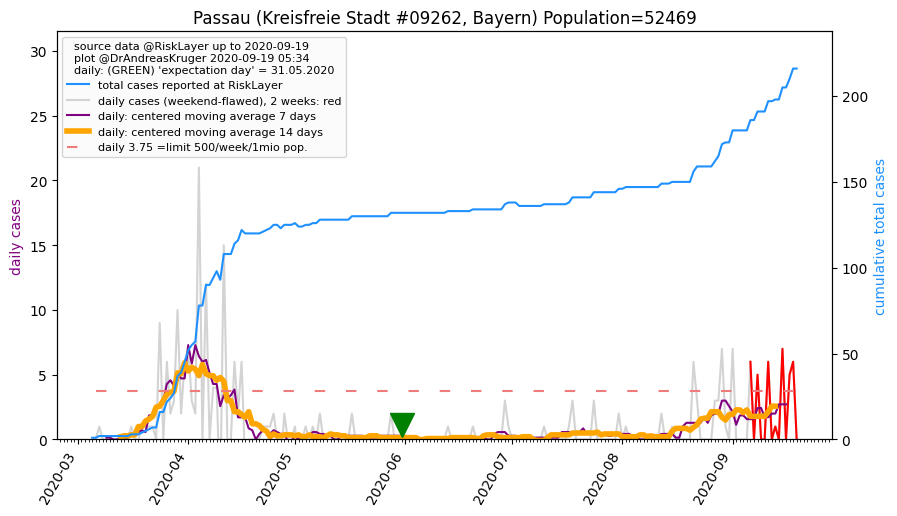 Passau (Kreisfreie Stadt #09262, Bayern) Population=52469
source data @RiskLayer up to 2020-09-19
plot @DrAndreasKruger 2020-09-19 05:34
daily: (GREEN) 'expectation day' = 31.05.2020
total cases reported at RiskLayer
daily cases (weekend-flawed), 2 weeks: red
daily: centered moving average 7 days
daily: centered moving average 14 days
daily 3.75 =limit 500/week/1mio pop.
daily cases
30
25
20
15
10
5
0
cumulative total cases
200
150
100
50
0
2020-03
2020-04
2020-05
2020-06
2020-07
2020-08
2020-09